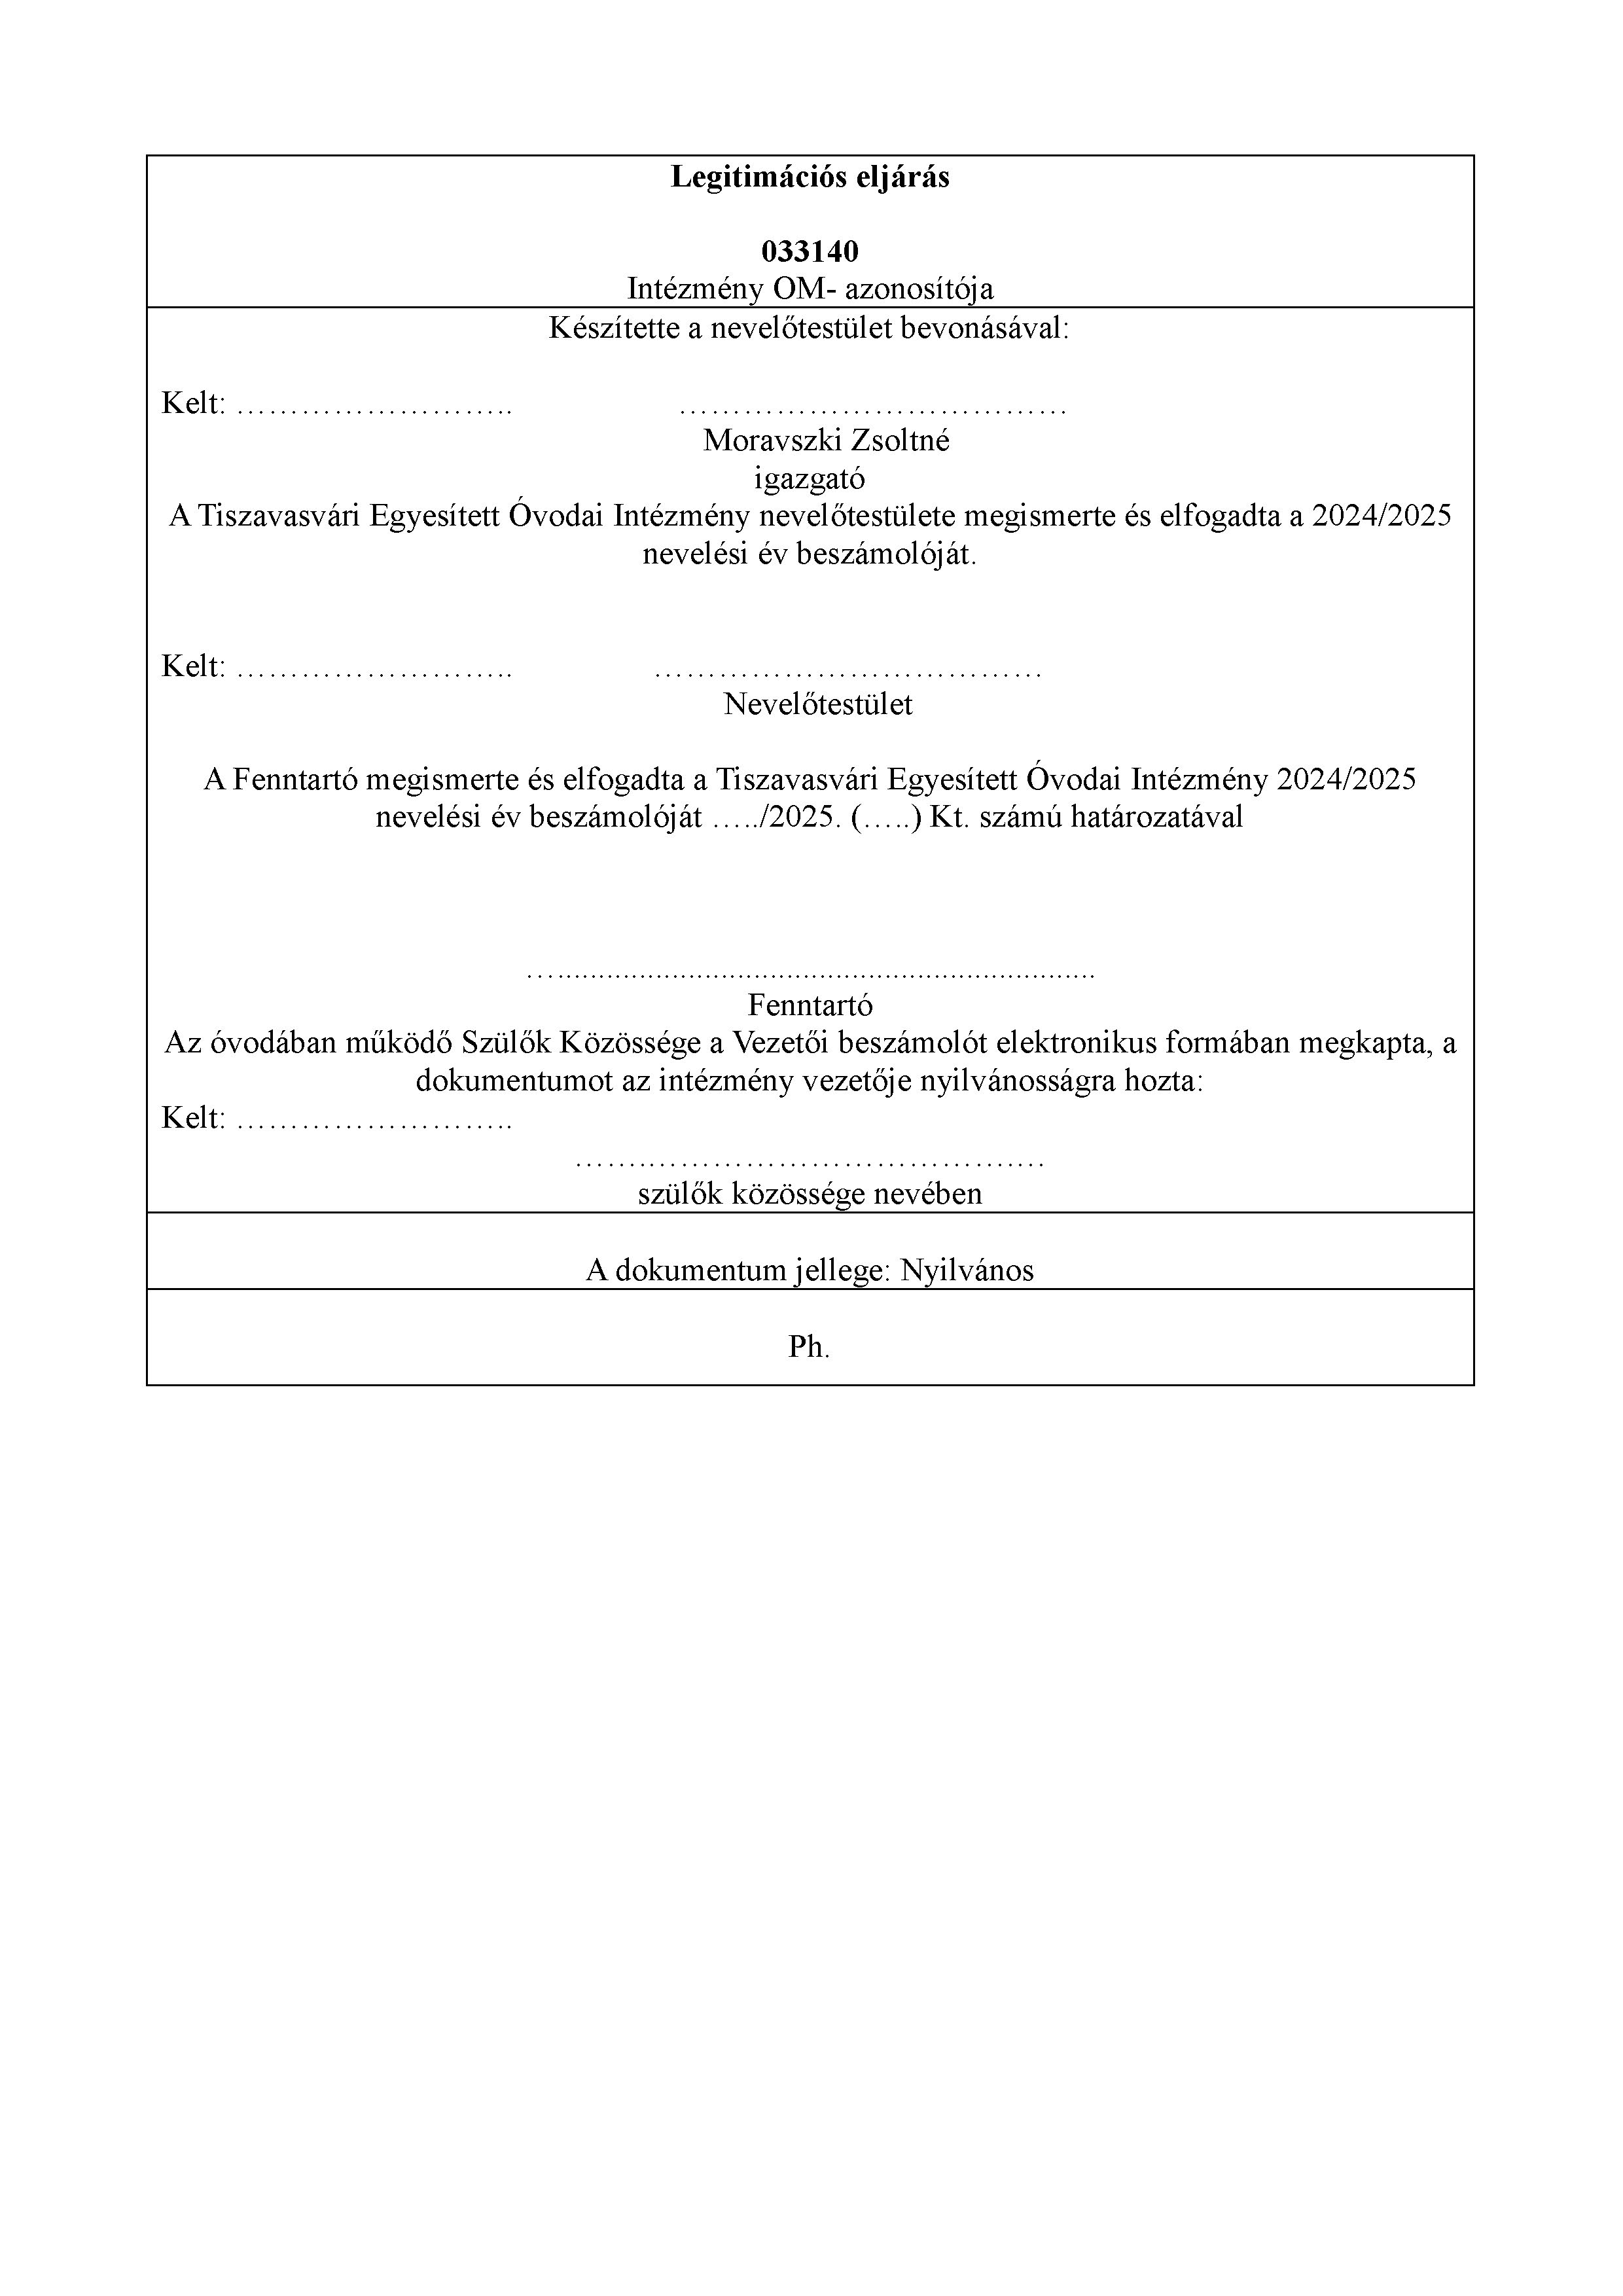 Legitimációs eljárás
033140
Intézmény OM- azonosítója
Készítette a nevelőtestület bevonásával:
Kelt: …………………….. ………………………………
Moravszki Zsoltné
igazgató
A Tiszavasvári Egyesített Óvodai Intézmény nevelőtestülete megismerte és elfogadta a 2024/2025
nevelési év beszámolóját.
Kelt: …………………….. ………………………………
Nevelőtestület
A Fenntartó megismerte és elfogadta a Tiszavasvári Egyesített Óvodai Intézmény 2024/2025
nevelési év beszámolóját …../2025. (…..) Kt. számú határozatával
…..................................................................
Fenntartó
Az óvodában működő Szülők Közössége a Vezetői beszámolót elektronikus formában megkapta, a
dokumentumot az intézmény vezetője nyilvánosságra hozta:
Kelt: ……………………..
…….………………………………
szülők közössége nevében
A dokumentum jellege: Nyilvános
Ph.